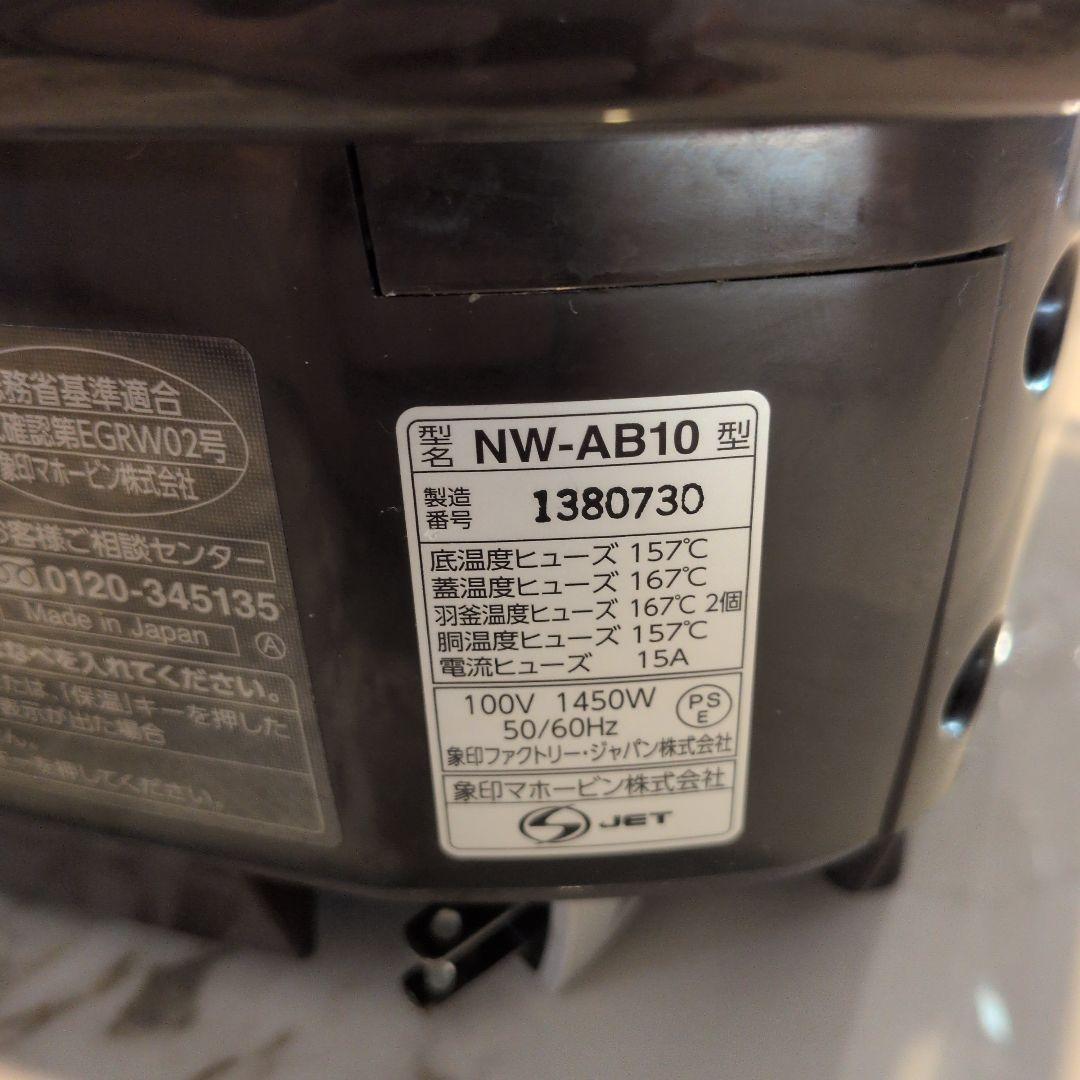 務省基準適合
確認第EGRW02号
象印マホービン株式会社
お客様ご相談センター
0120-345135
Made in Japan
A
なべを入れてください。
たは、「保温」キーを押した
表示が出た場合
してください。
型名 NW-AB10 型
製造番号 1380730
底温度ヒューズ 157℃
蓋温度ヒューズ 167℃
羽釜温度ヒューズ 167℃ 2個
胴温度ヒューズ 157℃
電流ヒューズ 15A
100V 1450W
50/60Hz
PSE
象印ファクトリー・ジャパン株式会社
象印マホービン株式会社
JET